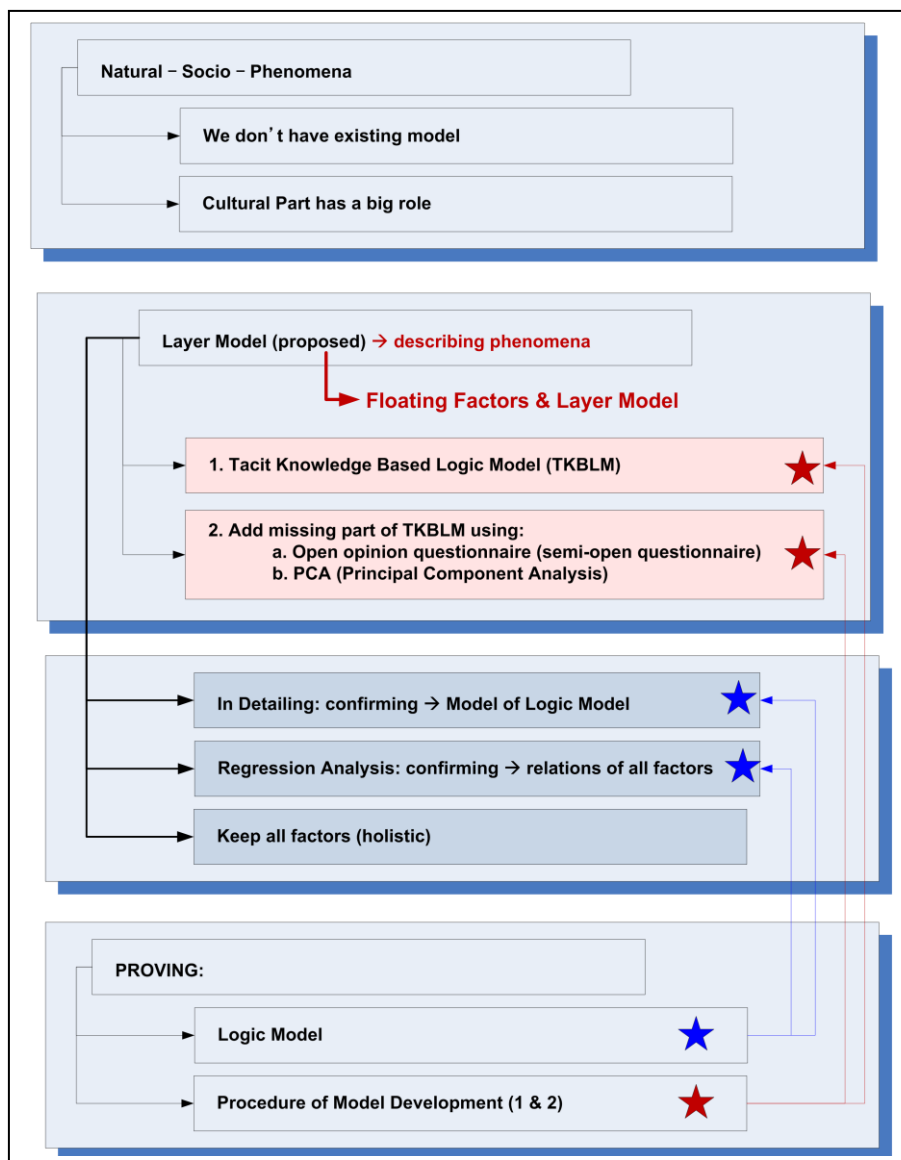 Natural – Socio – Phenomena
We don't have existing model
Cultural Part has a big role
Layer Model (proposed) → describing phenomena
Floating Factors & Layer Model
1. Tacit Knowledge Based Logic Model (TKBLM)
2. Add missing part of TKBLM using:
a. Open opinion questionnaire (semi-open questionnaire)
b. PCA (Principal Component Analysis)
In Detailing: confirming → Model of Logic Model
Regression Analysis: confirming → relations of all factors
Keep all factors (holistic)
PROVING:
Logic Model
Procedure of Model Development (1 & 2)